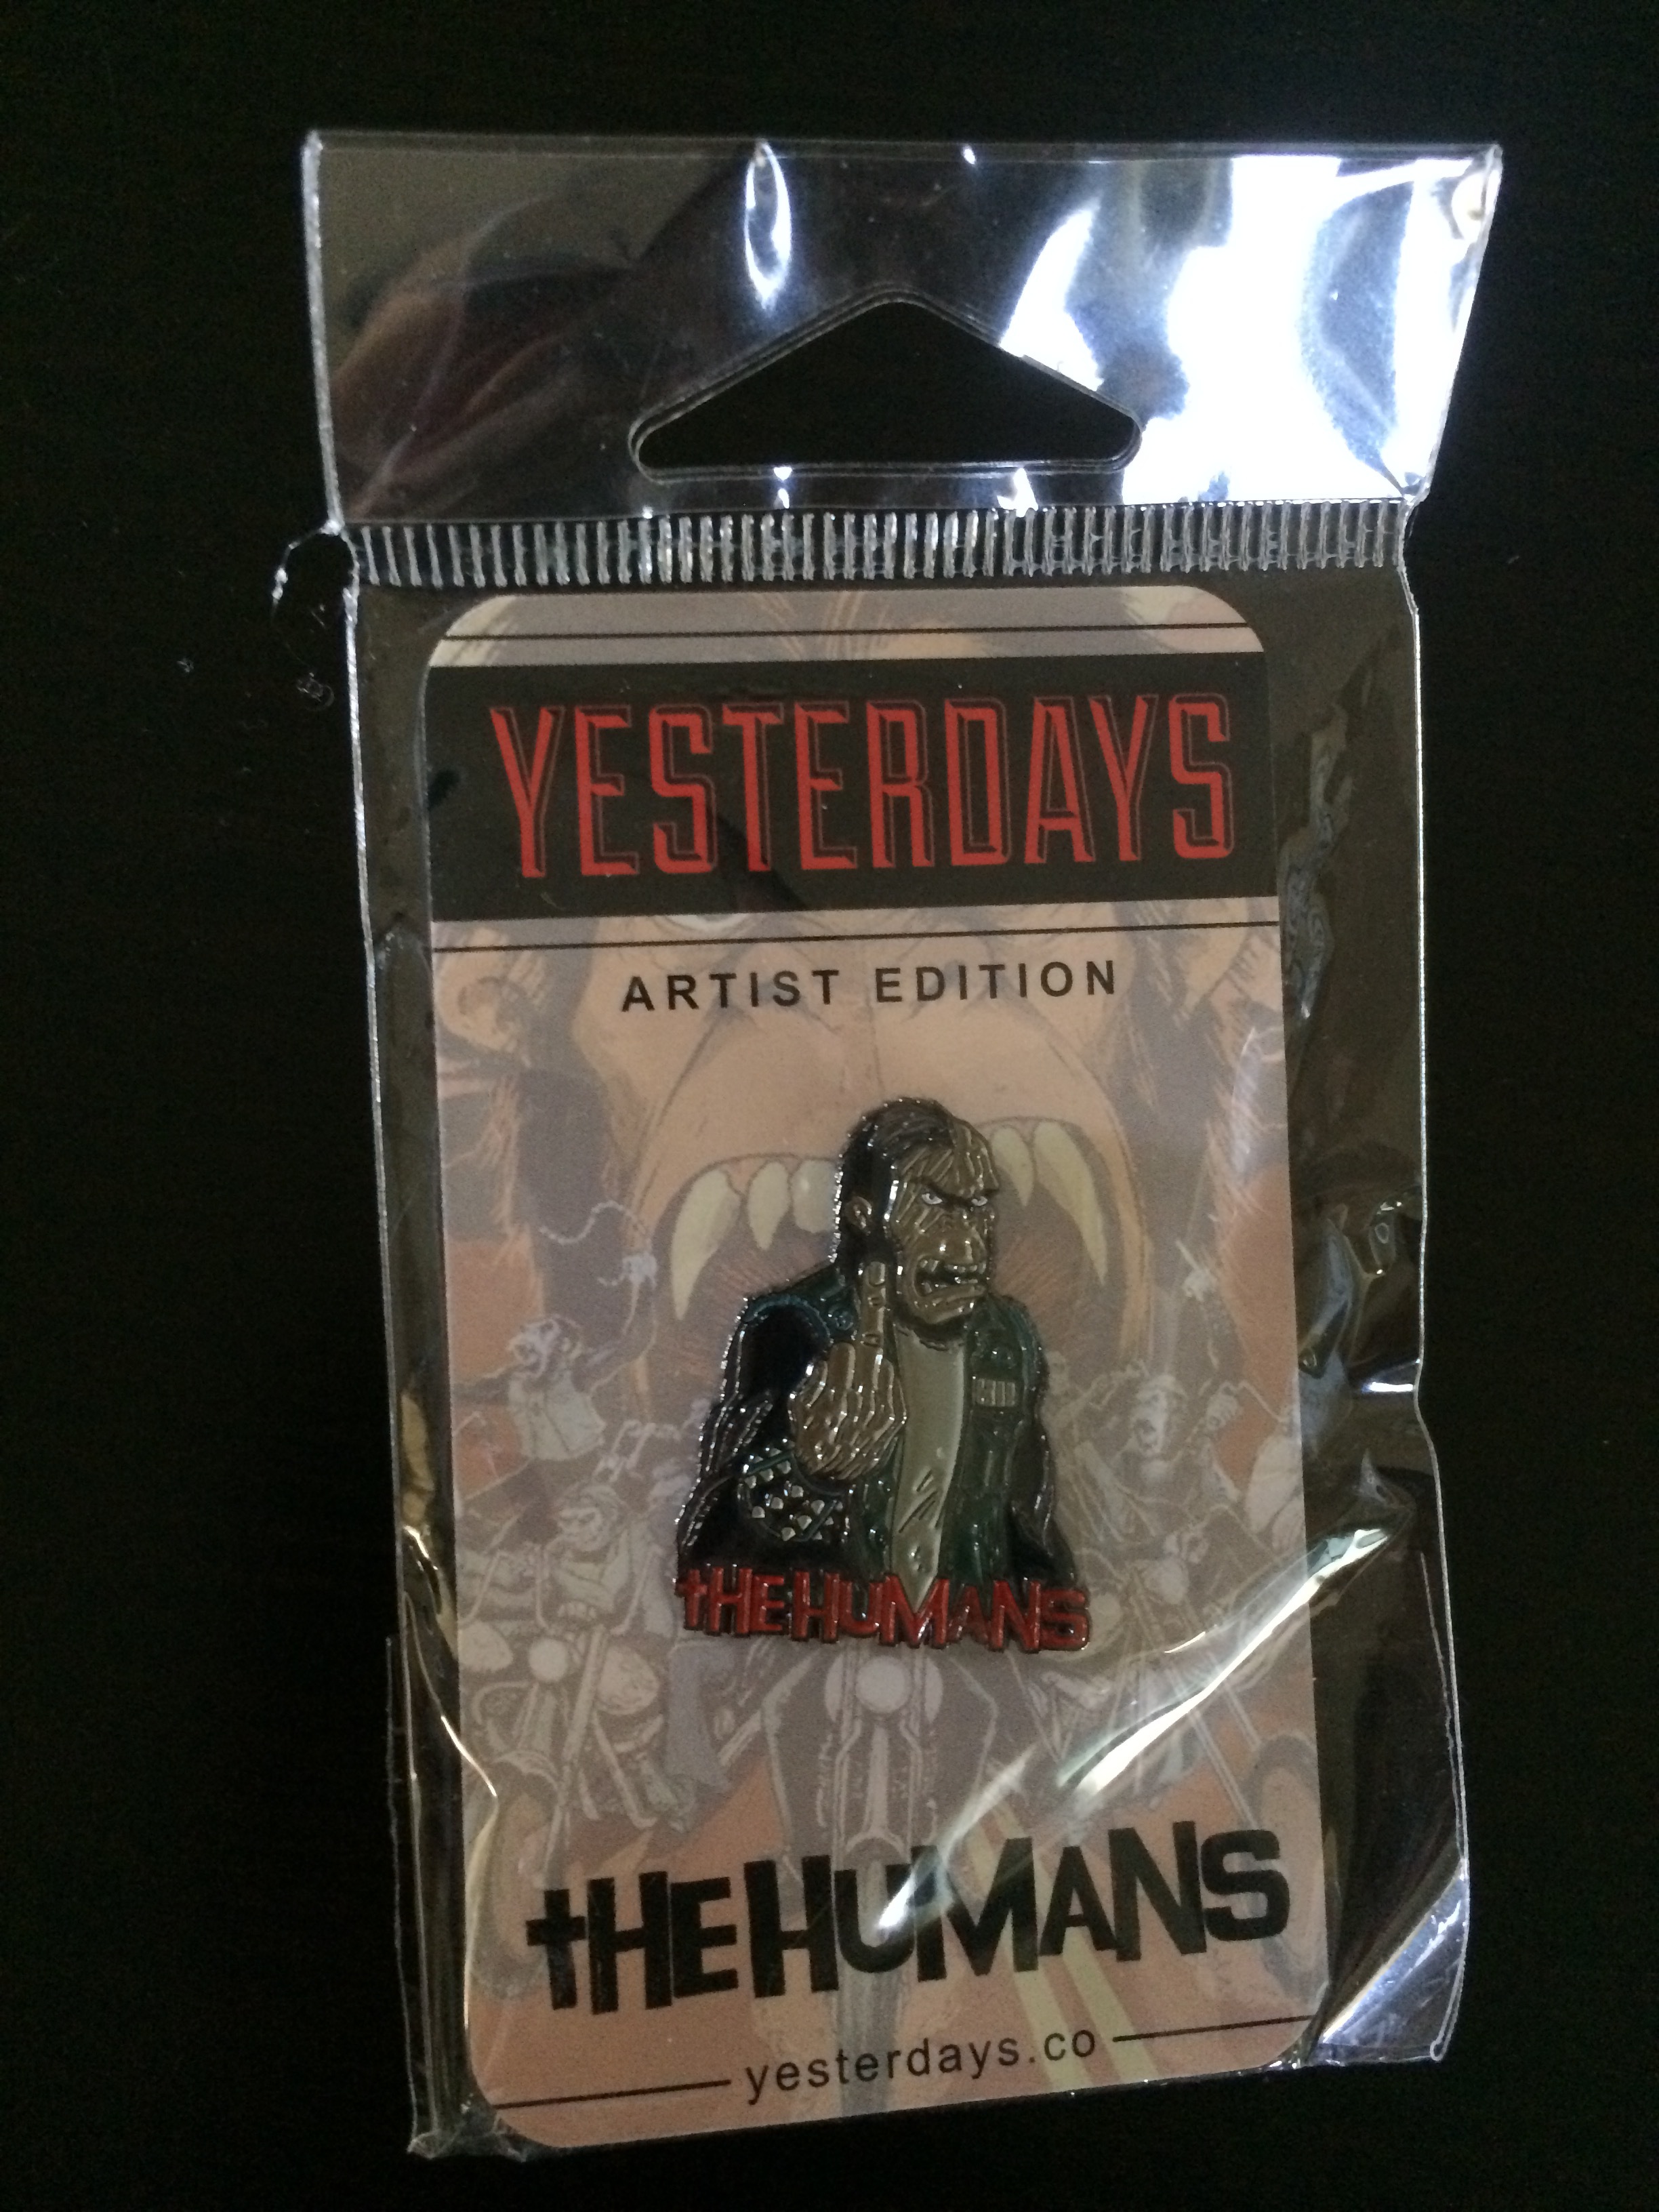 YESTERDAYS
ARTIST EDITION
tHE HUMANS
tHE HUMANS
yesterdays.co